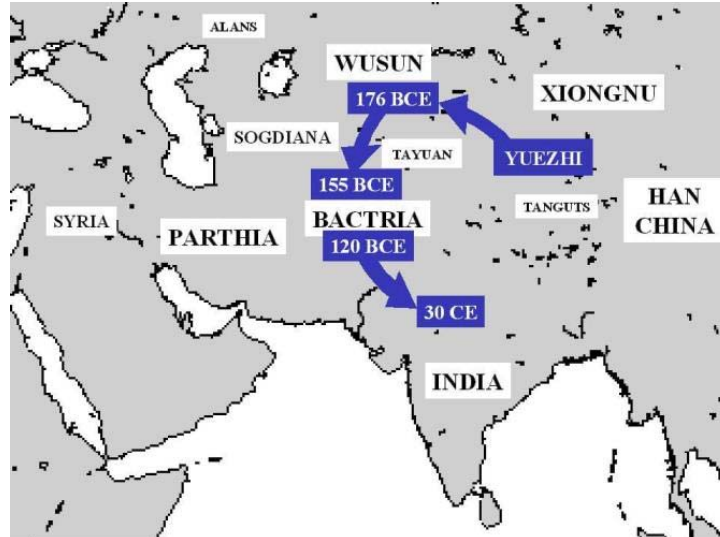 ALANS
WUSUN
176 BCE
XIONGNU
SOGDIANA
TAYUAN
YUEZHI
155 BCE
TANGUTS
HAN
CHINA
SYRIA
PARTHIA
BACTRIA
120 BCE
30 CE
INDIA